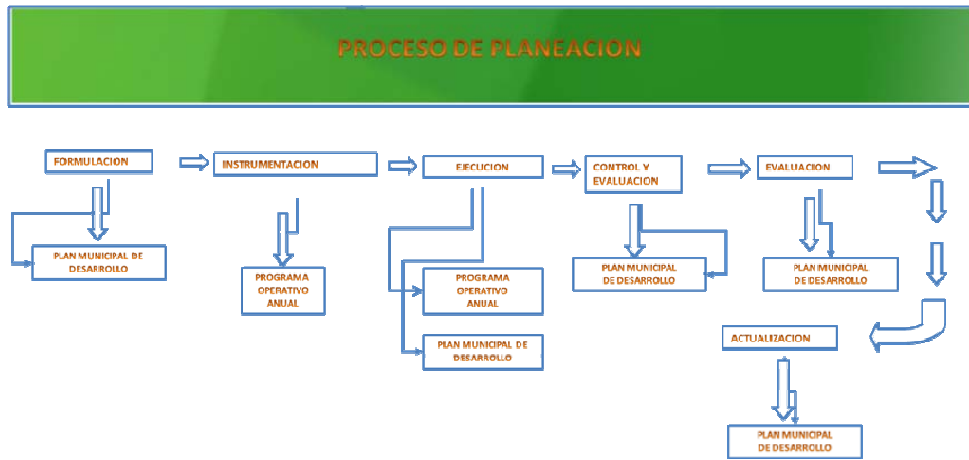 PROCESO DE PLANEACION
FORMULACION
INSTRUMENTACION
EJECLICION
CONTROL Y
EVALUACION
EVALUACION
PLAN MUNICIPAL DE
DESARROLLO
PROGRAMA
OPERATIVO
ANUAL
PROGRAMA
OPERATIVO
ANUAL
PLAN MUNICIPAL DE
DESARROLLO
PLAN MUNICIPAL
DE DESARROLLO
PLAN MUNICIPAL
DE DESARROLLO
ACTUALIZACION
PLAN MUNICIPAL
DE DESARROLLO